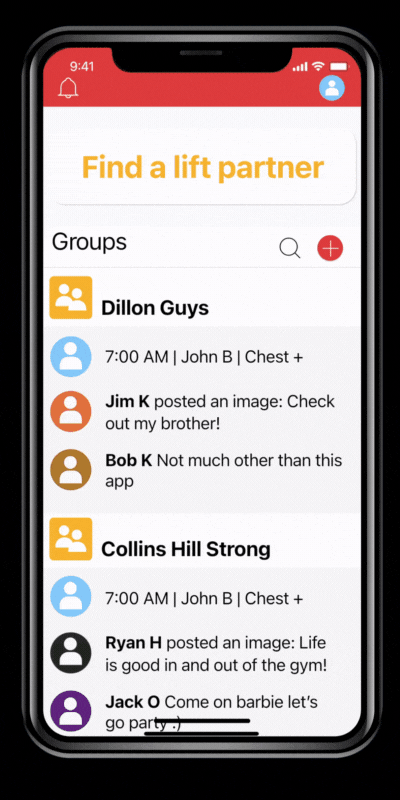 9:41
Find a lift partner
Groups
Dillon Guys
7:00 AM | John B | Chest +
Jim K posted an image: Check
out my brother!
Bob K Not much other than this
app
Collins Hill Strong
7:00 AM | John B | Chest +
Ryan H posted an image: Life
is good in and out of the gym!
Jack O Come on barbie let’s
go party :)